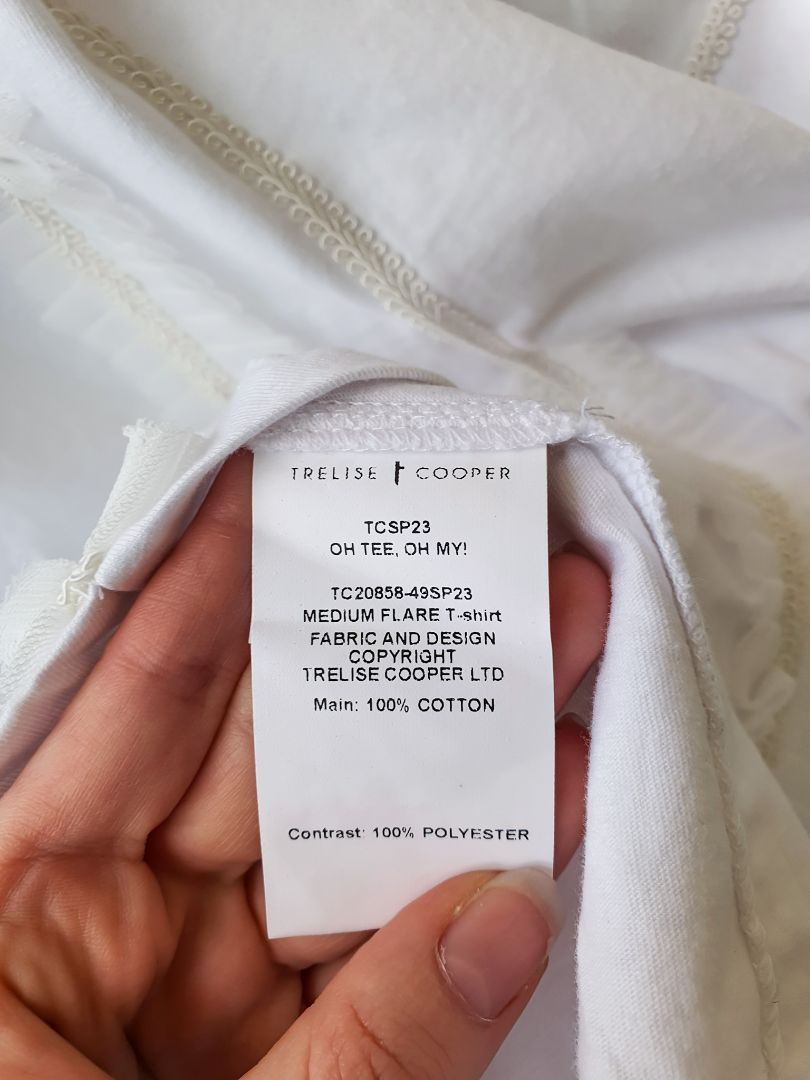 TRELISE t COOPER
TCSP23
OH TEE, OH MY!
TC20858-49SP23
MEDIUM FLARE T-shirt
FABRIC AND DESIGN
COPYRIGHT
TRELISE COOPER LTD
Main: 100% COTTON
Contrast: 100% POLYESTER